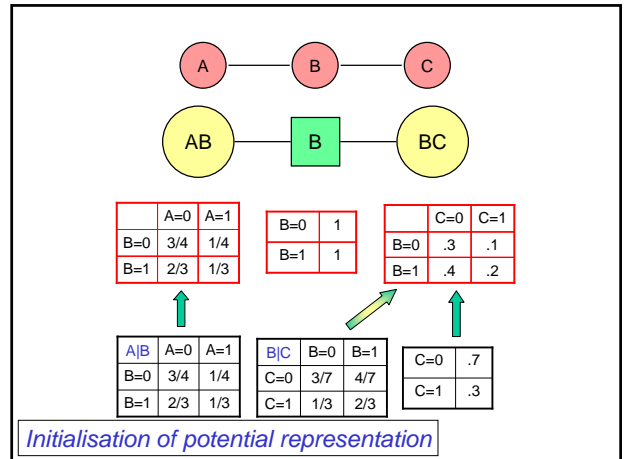 A B C
AB B BC
A=0 A=1
B=0 3/4 1/4
B=1 2/3 1/3
B=0 1
B=1 1
C=0 C=1
B=0 .3 .1
B=1 .4 .2
A|B A=0 A=1
B=0 3/4 1/4
B=1 2/3 1/3
B|C B=0 B=1
C=0 3/7 4/7
C=1 1/3 2/3
C=0 .7
C=1 .3
Initialisation of potential representation